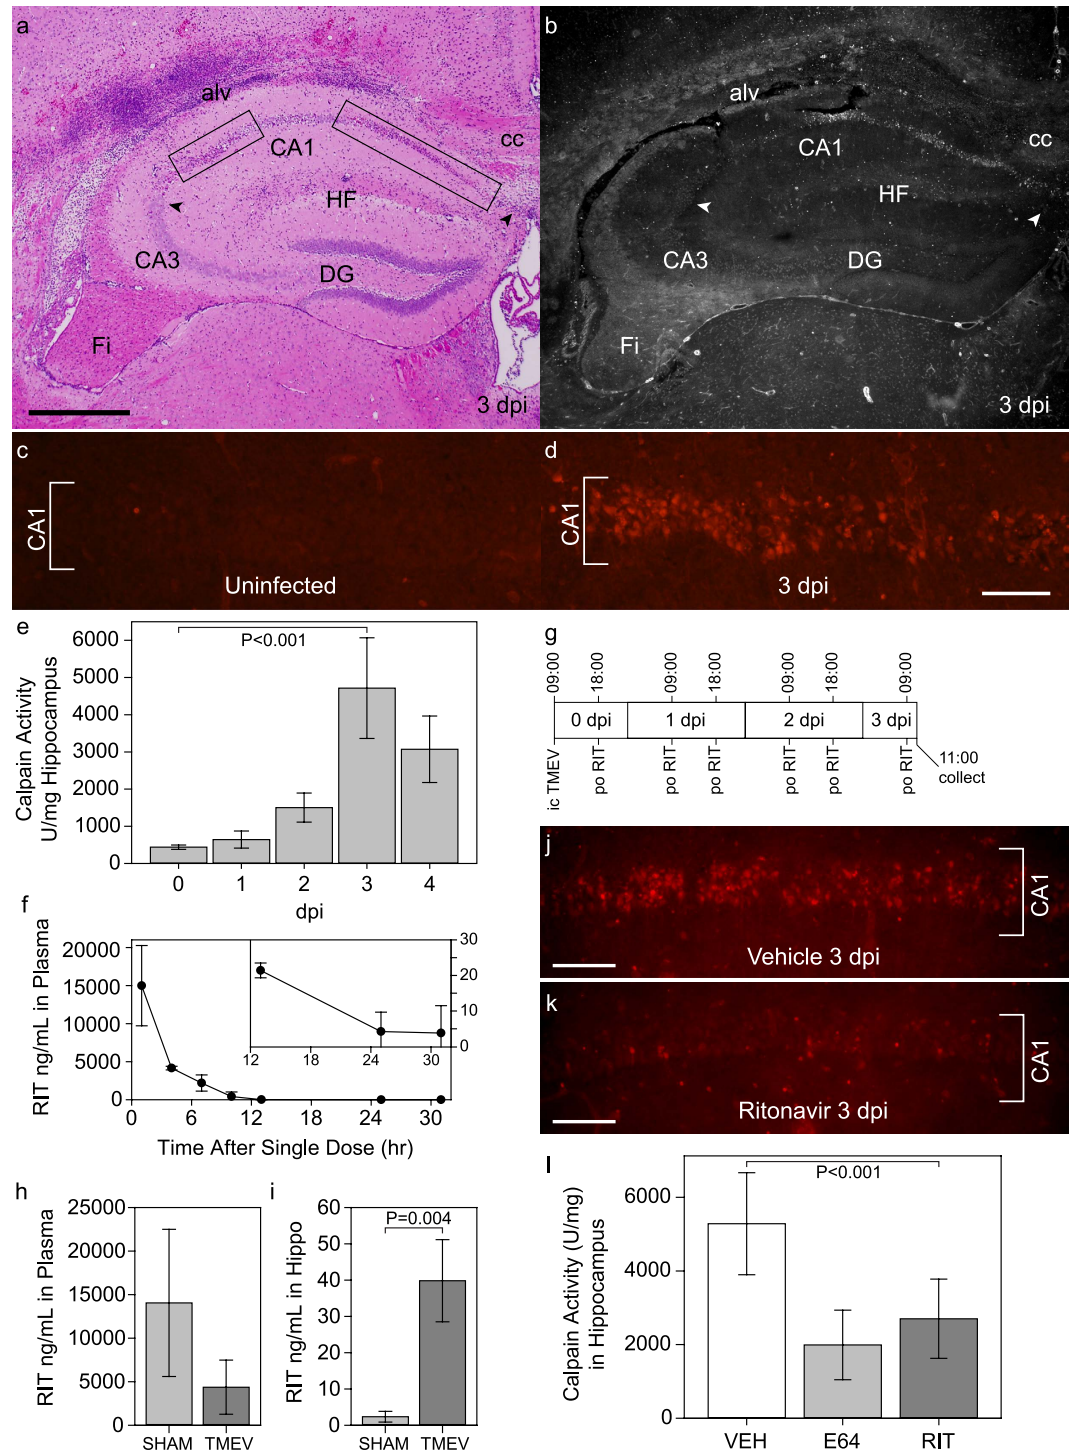 a
alv
CA1
cc
HF
CA3
DG
Fi
3 dpi
b
alv
CA1
cc
HF
CA3
DG
Fi
3 dpi
c
CA1
Uninfected
d
CA1
3 dpi
e
Calpain Activity
U/mg Hippocampus
6000
5000
4000
3000
2000
1000
0
P<0.001
0 1 2 3 4
dpi
g
09:00 18:00 09:00 18:00 09:00 18:00 09:00
0 dpi 1 dpi 2 dpi 3 dpi
ic TMEV po RIT po RIT po RIT po RIT po RIT po RIT
11:00
collect
f
RIT ng/mL in Plasma
20000
15000
10000
5000
0
0 6 12 18 24 30
Time After Single Dose (hr)
30
20
10
0
12 18 24 30
j
CA1
Vehicle 3 dpi
k
CA1
Ritonavir 3 dpi
h
RIT ng/mL in Plasma
25000
20000
15000
10000
5000
0
SHAM TMEV
i
RIT ng/mL in Hippo
60
50
40
30
20
10
0
P=0.004
SHAM TMEV
l
Calpain Activity (U/mg)
in Hippocampus
6000
4000
2000
0
P<0.001
VEH E64 RIT